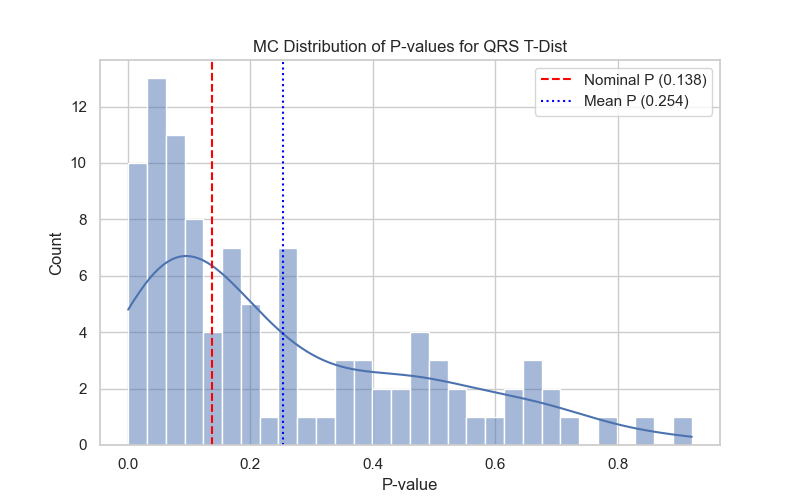 MC Distribution of P-values for QRS T-Dist
Nominal P (0.138)
Mean P (0.254)
Count
12
10
8
6
4
2
0
0.0 0.2 0.4 0.6 0.8
P-value